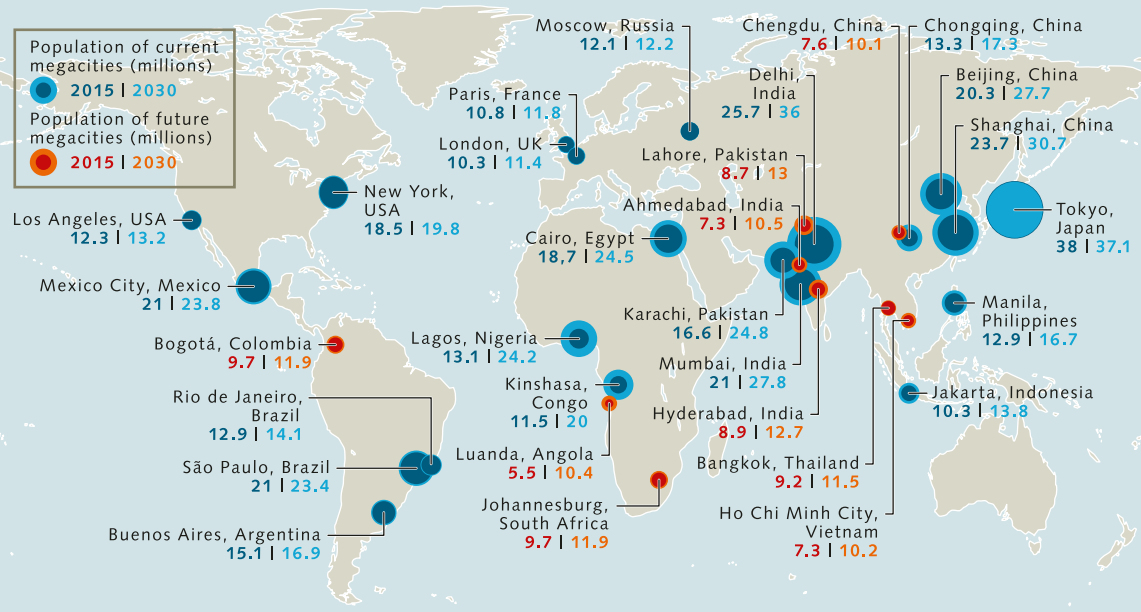 Population of current
megacities (millions)
2015 | 2030
Population of future
megacities (millions)
2015 | 2030
Moscow, Russia
12.1 | 12.2
Chengdu, China
7.6 | 10.1
Chongqing, China
13.3 | 17.3
Paris, France
10.8 | 11.8
Delhi,
India
25.7 | 36
Beijing, China
20.3 | 27.7
London, UK
10.3 | 11.4
Shanghai, China
23.7 | 30.7
Lahore, Pakistan
8.7 | 13
New York,
USA
18.5 | 19.8
Los Angeles, USA
12.3 | 13.2
Ahmedabad, India
7.3 | 10.5
Tokyo,
Japan
38 | 37.1
Cairo, Egypt
18,7 | 24.5
Mexico City, Mexico
21 | 23.8
Karachi, Pakistan
16.6 | 24.8
Manila,
Philippines
12.9 | 16.7
Bogotá, Colombia
9.7 | 11.9
Lagos, Nigeria
13.1 | 24.2
Mumbai, India
21 | 27.8
Rio de Janeiro,
Brazil
12.9 | 14.1
Kinshasa,
Congo
11.5 | 20
Jakarta, Indonesia
10.3 | 13.8
Hyderabad, India
8.9 | 12.7
São Paulo, Brazil
21 | 23.4
Luanda, Angola
5.5 | 10.4
Bangkok, Thailand
9.2 | 11.5
Johannesburg,
South Africa
9.7 | 11.9
Ho Chi Minh City,
Vietnam
7.3 | 10.2
Buenos Aires, Argentina
15.1 | 16.9